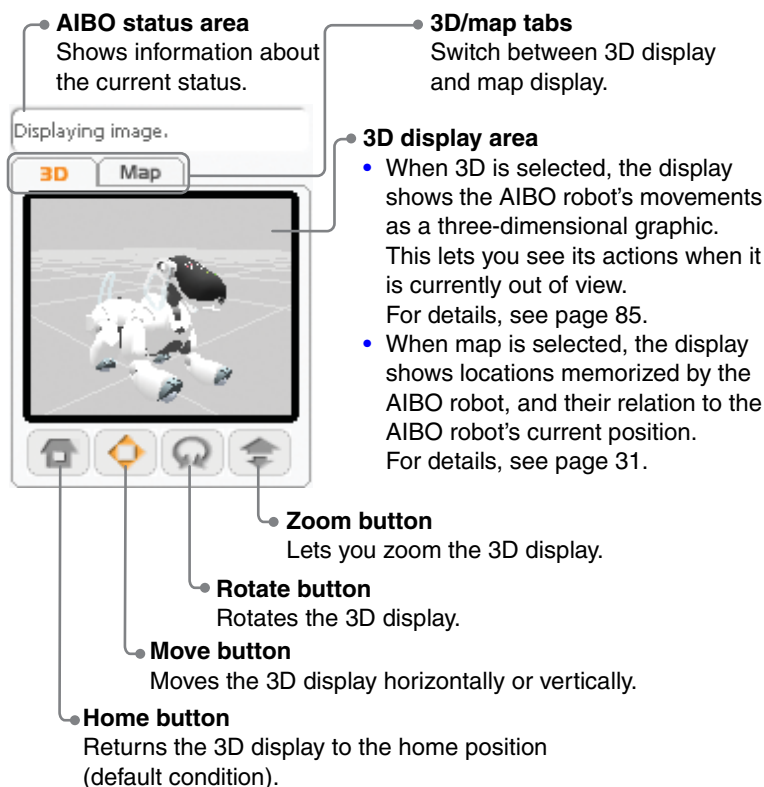 AIBO status area
Shows information about
the current status.
3D/map tabs
Switch between 3D display
and map display.
Displaying image.
3D
Map
3D display area
• When 3D is selected, the display
shows the AIBO robot's movements
as a three-dimensional graphic.
This lets you see its actions when it
is currently out of view.
For details, see page 85.
• When map is selected, the display
shows locations memorized by the
AIBO robot, and their relation to the
AIBO robot's current position.
For details, see page 31.
Zoom button
Lets you zoom the 3D display.
Rotate button
Rotates the 3D display.
Move button
Moves the 3D display horizontally or vertically.
Home button
Returns the 3D display to the home position
(default condition).